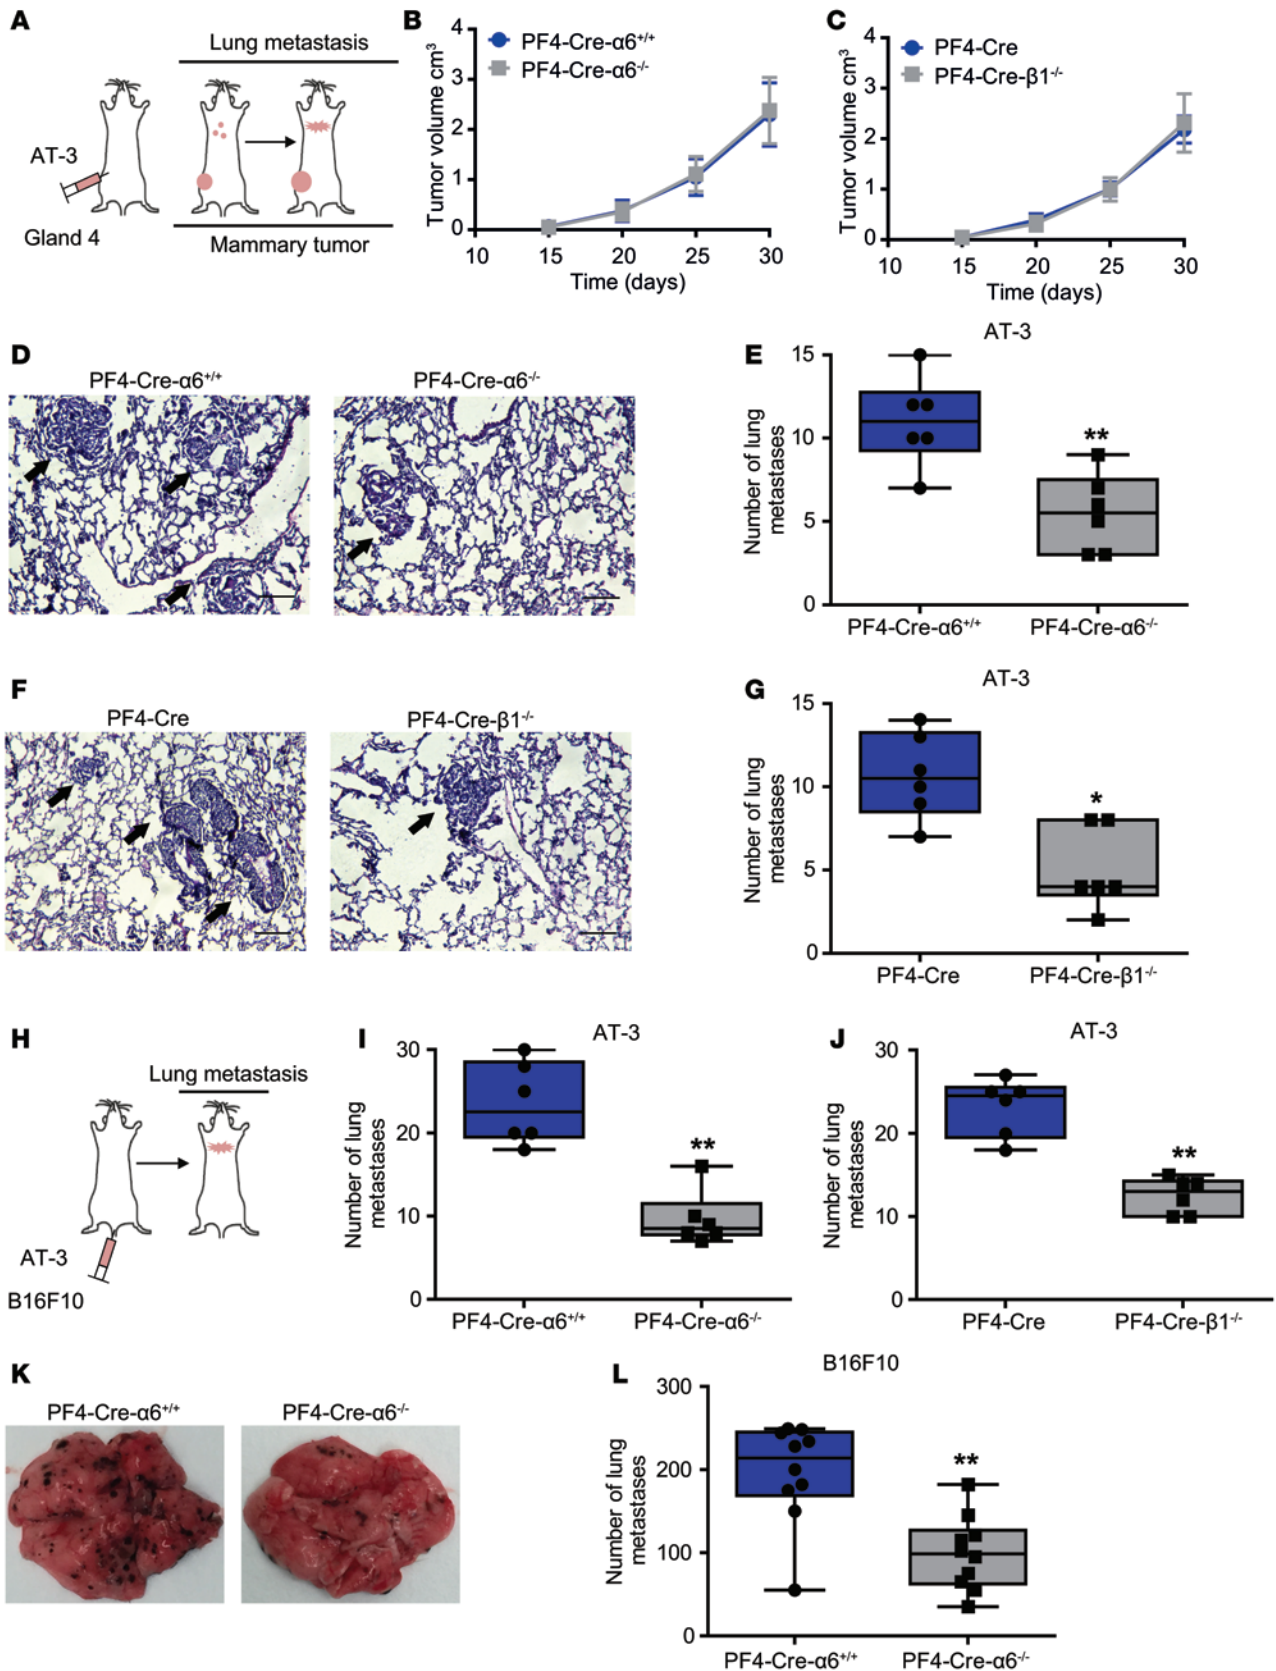 A
Lung metastasis
AT-3
Gland 4
Mammary tumor
B
PF4-Cre-α6+/+
PF4-Cre-α6-/-
Tumor volume cm³
4
3
2
1
0
10 15 20 25 30
Time (days)
C
PF4-Cre
PF4-Cre-β1-/-
Tumor volume cm³
4
3
2
1
0
10 15 20 25 30
Time (days)
D
PF4-Cre-α6+/+ PF4-Cre-α6-/-
E
AT-3
Number of lung
metastases
15
10
5
0
**
PF4-Cre-α6+/+ PF4-Cre-α6-/-
F
PF4-Cre PF4-Cre-β1-/-
G
AT-3
Number of lung
metastases
15
10
5
0
*
PF4-Cre PF4-Cre-β1-/-
H
Lung metastasis
AT-3
B16F10
I
AT-3
Number of lung
metastases
30
20
10
0
**
PF4-Cre-α6+/+ PF4-Cre-α6-/-
J
AT-3
Number of lung
metastases
30
20
10
0
**
PF4-Cre PF4-Cre-β1-/-
K
PF4-Cre-α6+/+ PF4-Cre-α6-/-
L
B16F10
Number of lung
metastases
300
200
100
0
**
PF4-Cre-α6+/+ PF4-Cre-α6-/-